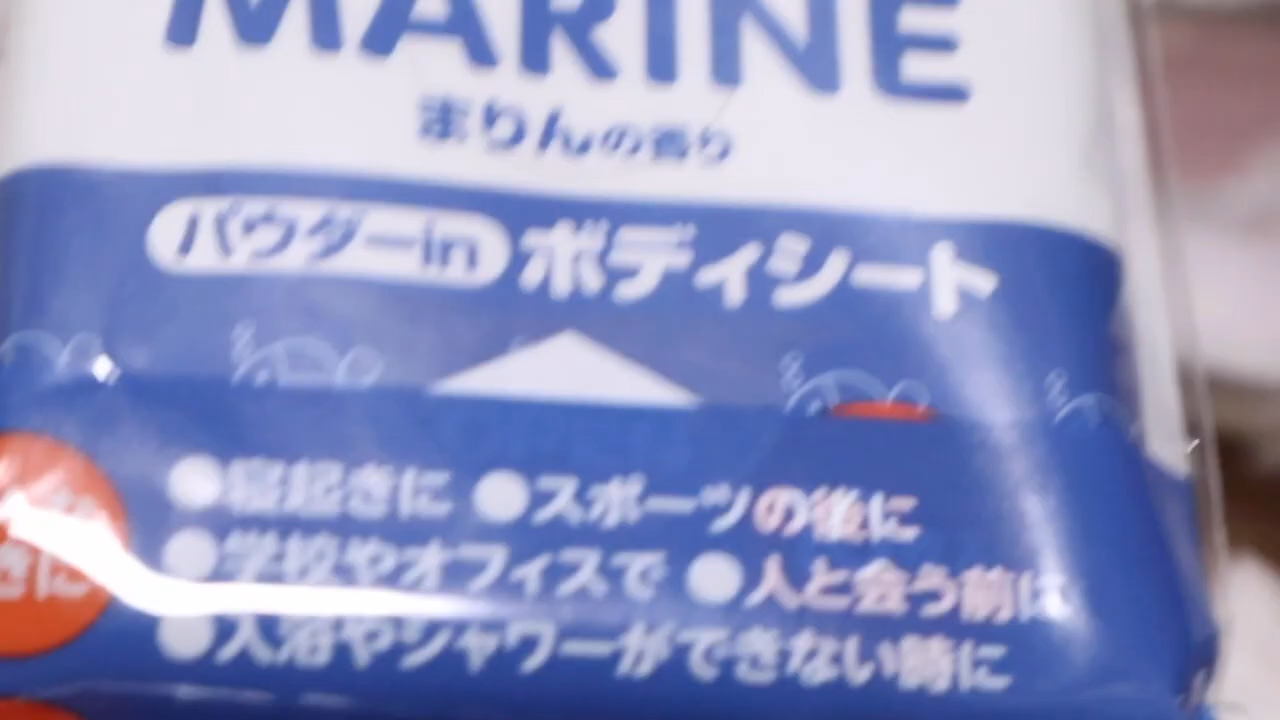 MARINE
まりんの香り
パウダーin ボディシート
●寝起きに ●スポーツの後に
●学校やオフィスで ●人と会う前に
●入浴やシャワーができない時に
きに